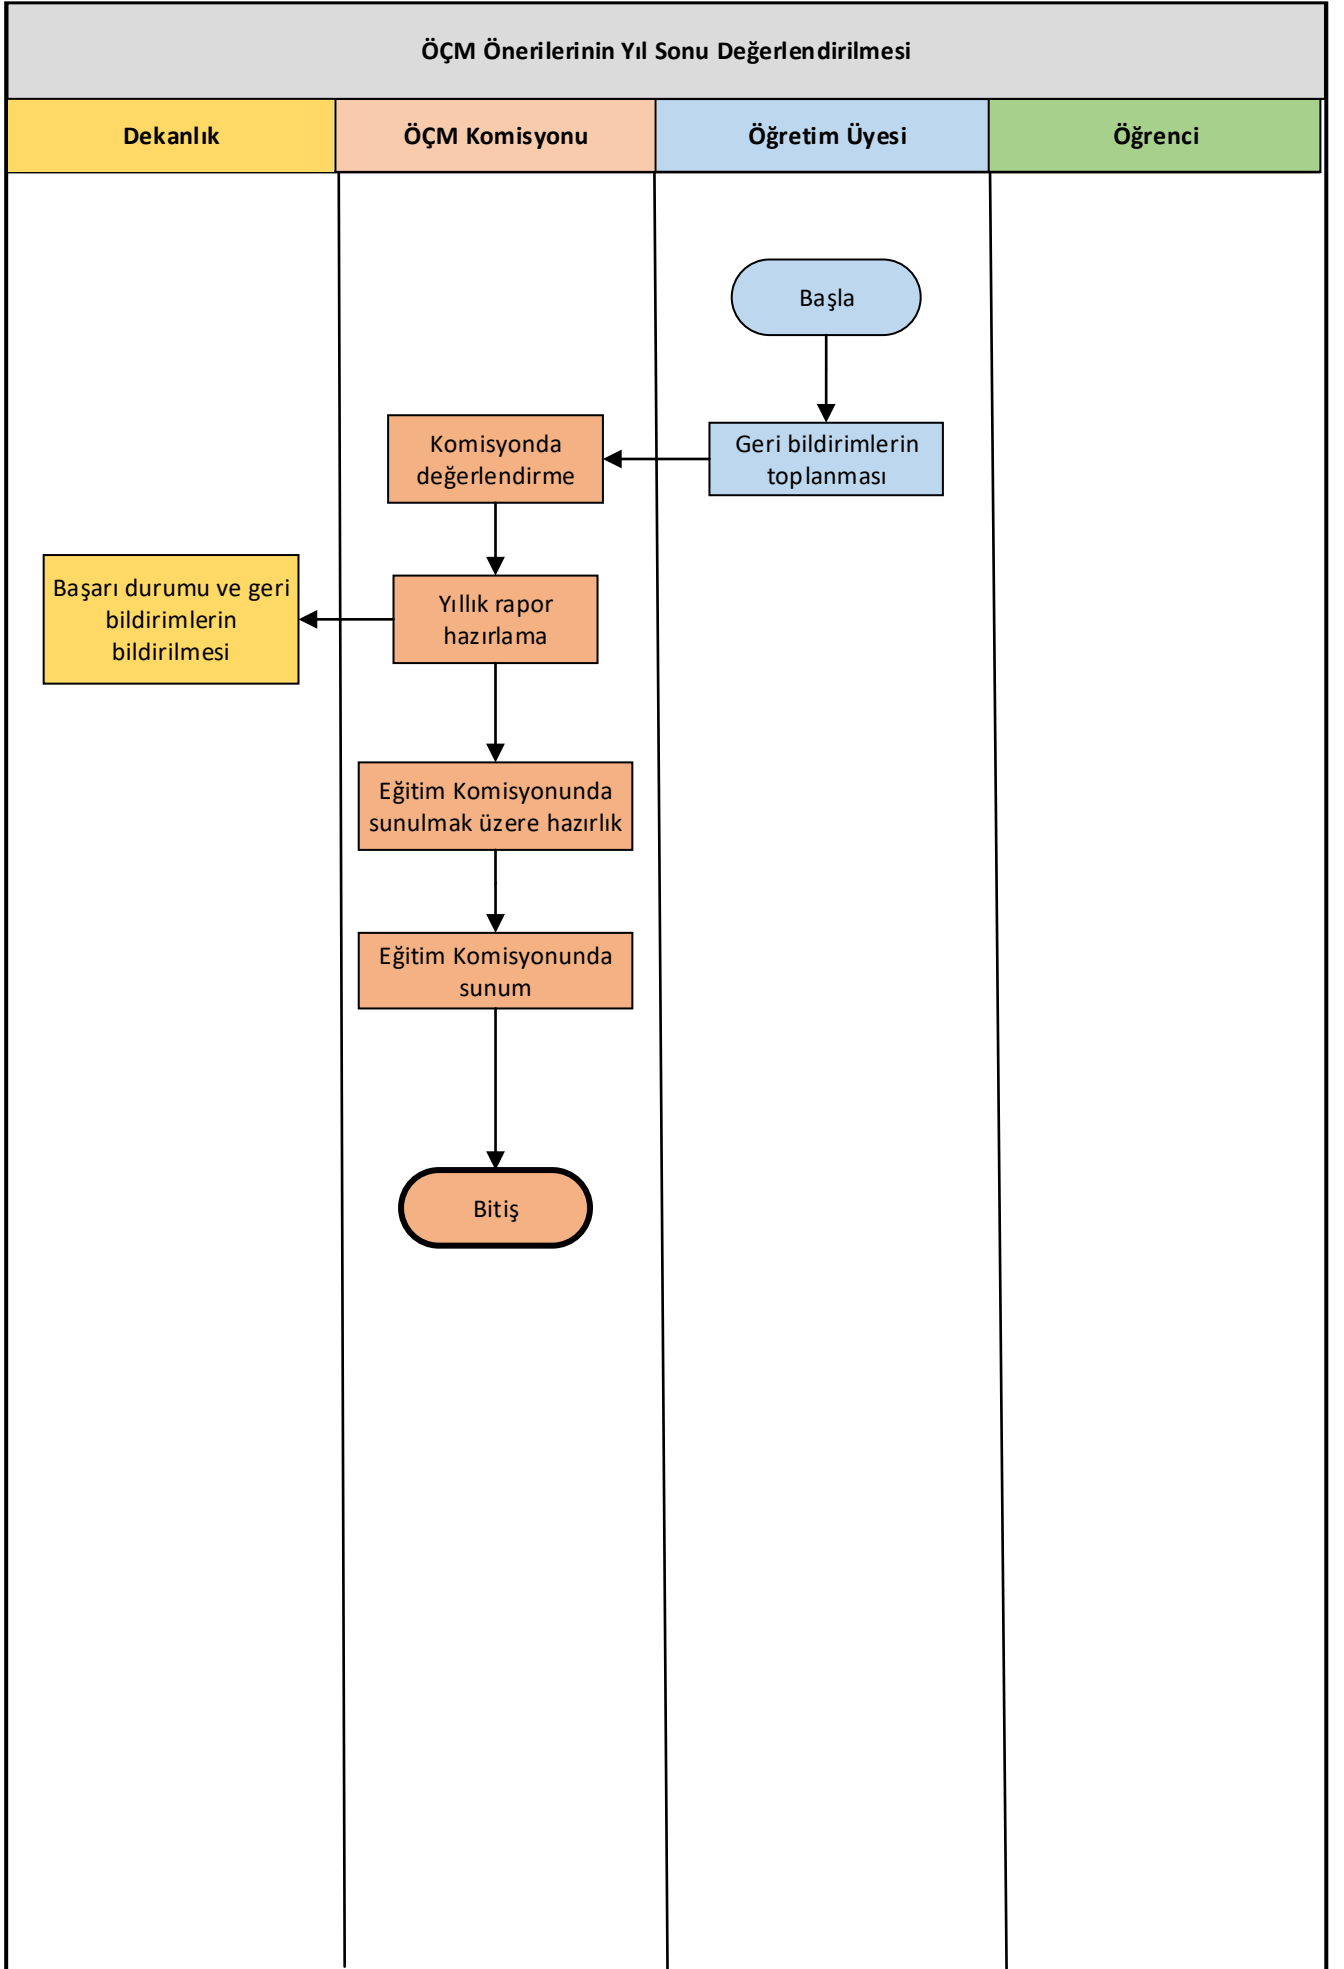 ÖÇM Önerilerinin Yıl Sonu Değerlendirilmesi
Dekanlık
ÖÇM Komisyonu
Öğretim Üyesi
Öğrenci
Başla
Geri bildirimlerin
toplanması
Komisyonda
değerlendirme
Yıllık rapor
hazırlama
Başarı durumu ve geri
bildirimlerin
bildirilmesi
Eğitim Komisyonunda
sunulmak üzere hazırlık
Eğitim Komisyonunda
sunum
Bitiş